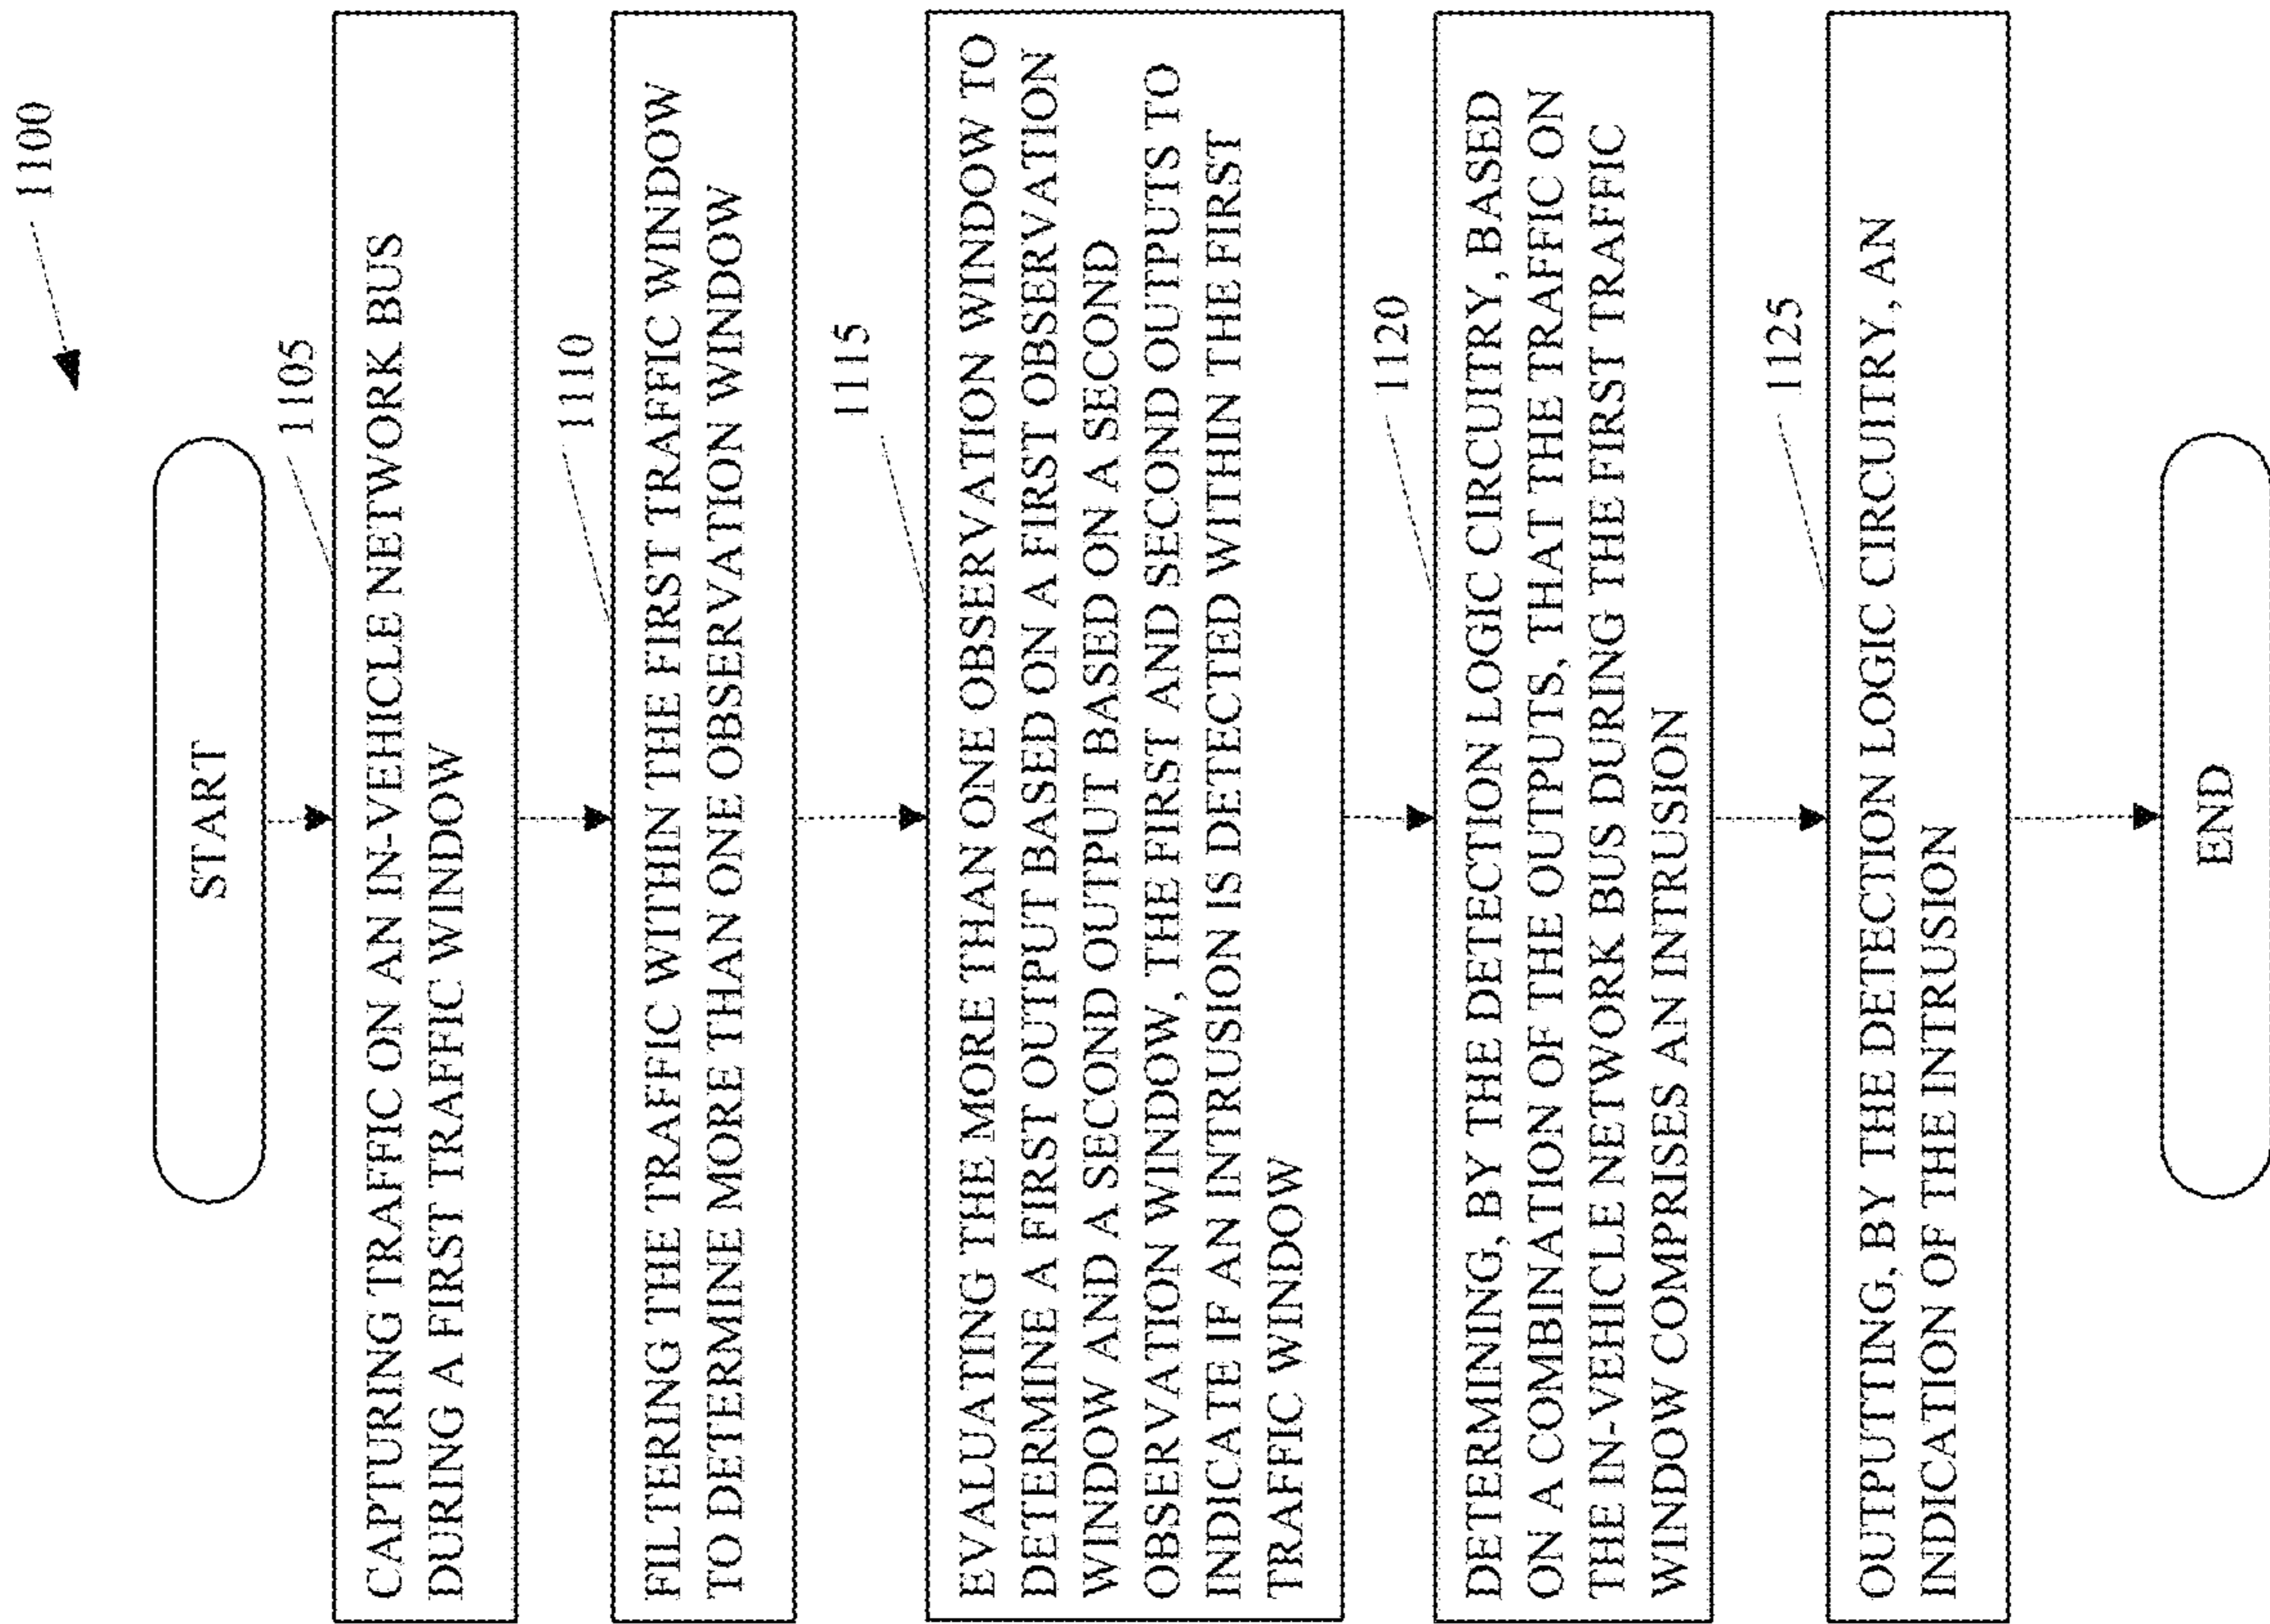 1100
START
1105
CAPTURING TRAFFIC ON AN IN-VEHICLE NETWORK BUS
DURING A FIRST TRAFFIC WINDOW
1110
FILTERING THE TRAFFIC WITHIN THE FIRST TRAFFIC WINDOW
TO DETERMINE MORE THAN ONE OBSERVATION WINDOW
1115
EVALUATING THE MORE THAN ONE OBSERVATION WINDOW TO
DETERMINE A FIRST OUTPUT BASED ON A FIRST OBSERVATION
WINDOW AND A SECOND OUTPUT BASED ON A SECOND
OBSERVATION WINDOW, THE FIRST AND SECOND OUTPUTS TO
INDICATE IF AN INTRUSION IS DETECTED WITHIN THE FIRST
TRAFFIC WINDOW
1120
DETERMINING, BY THE DETECTION LOGIC CIRCUITRY, BASED
ON A COMBINATION OF THE OUTPUTS, THAT THE TRAFFIC ON
THE IN-VEHICLE NETWORK BUS DURING THE FIRST TRAFFIC
WINDOW COMPRISES AN INTRUSION
1125
OUTPUTTING, BY THE DETECTION LOGIC CIRCUITRY, AN
INDICATION OF THE INTRUSION
END